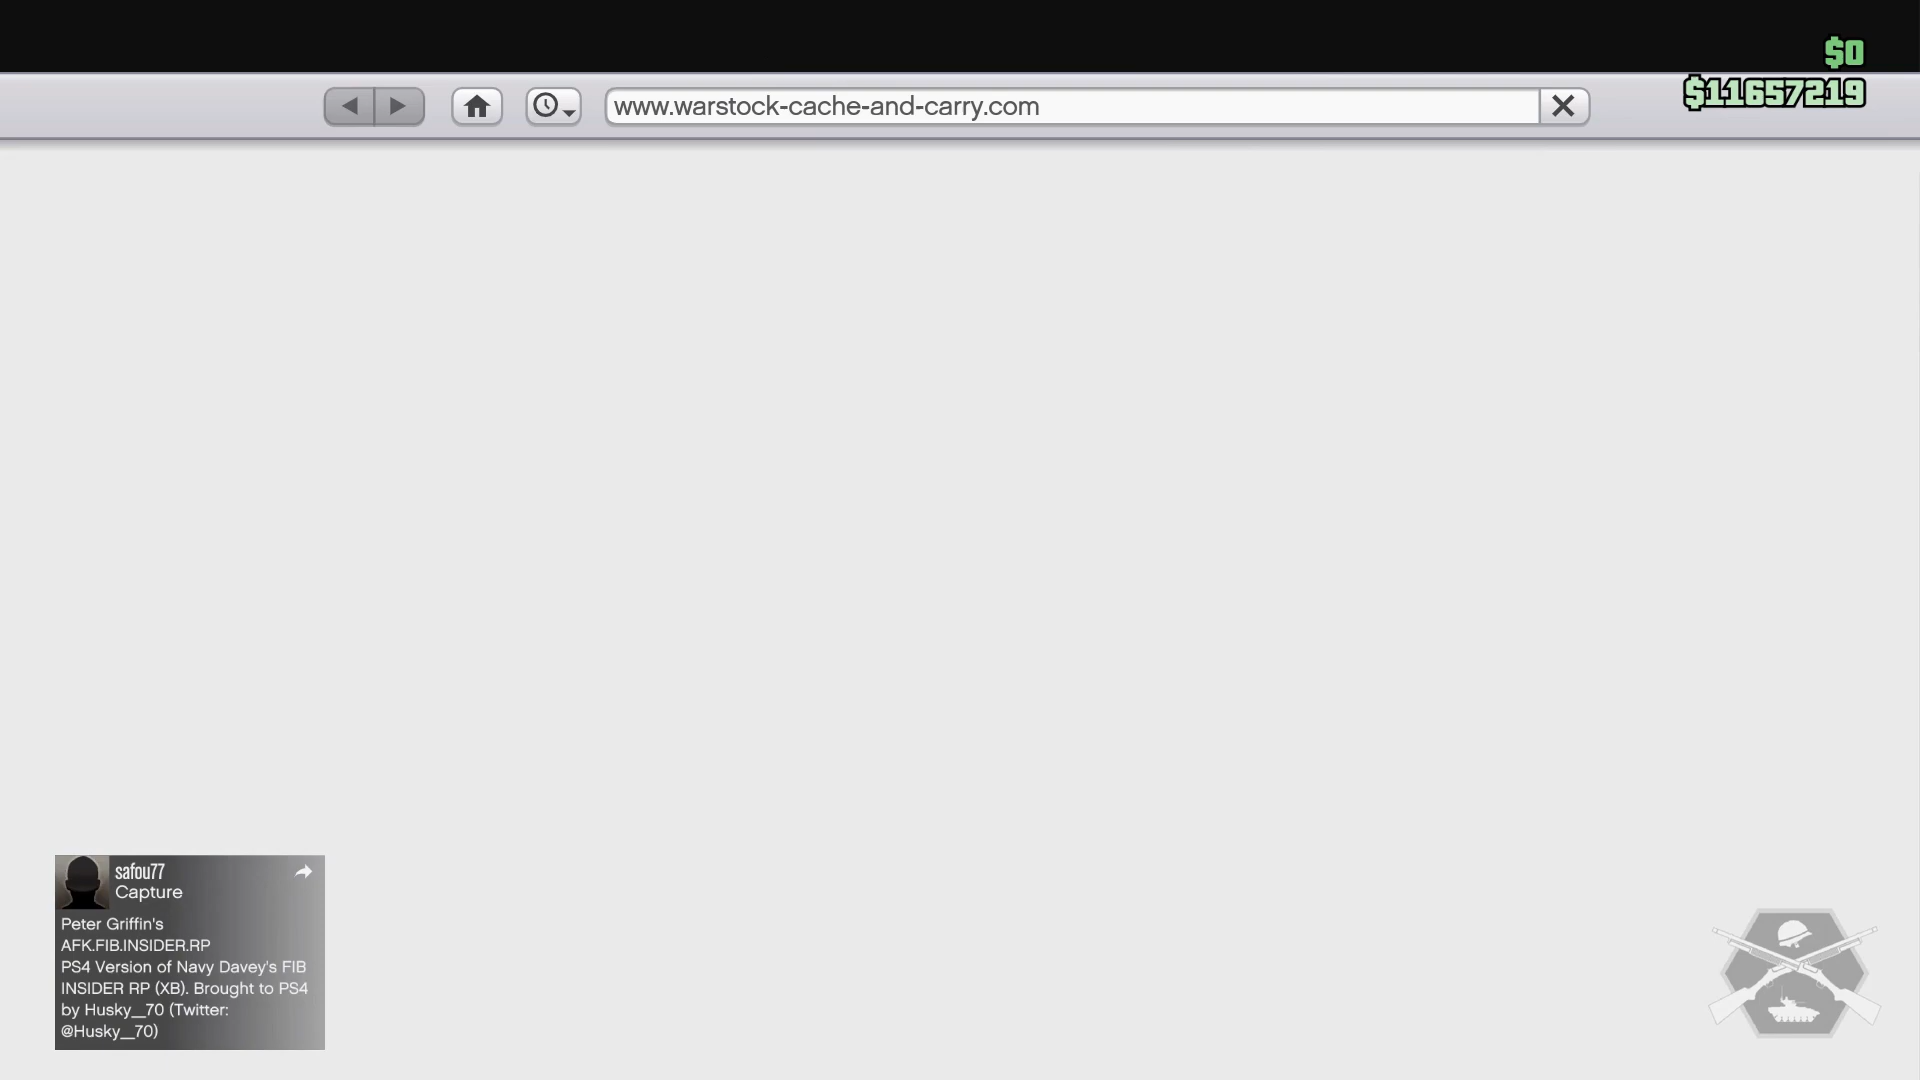 $0
www.warstock-cache-and-carry.com
$11657219
safou77
Capture
Peter Griffin's
AFK.FIB.INSIDER.RP
PS4 Version of Navy Davey's FIB
INSIDER RP (XB). Brought to PS4
by Husky__70 (Twitter:
@Husky__70)